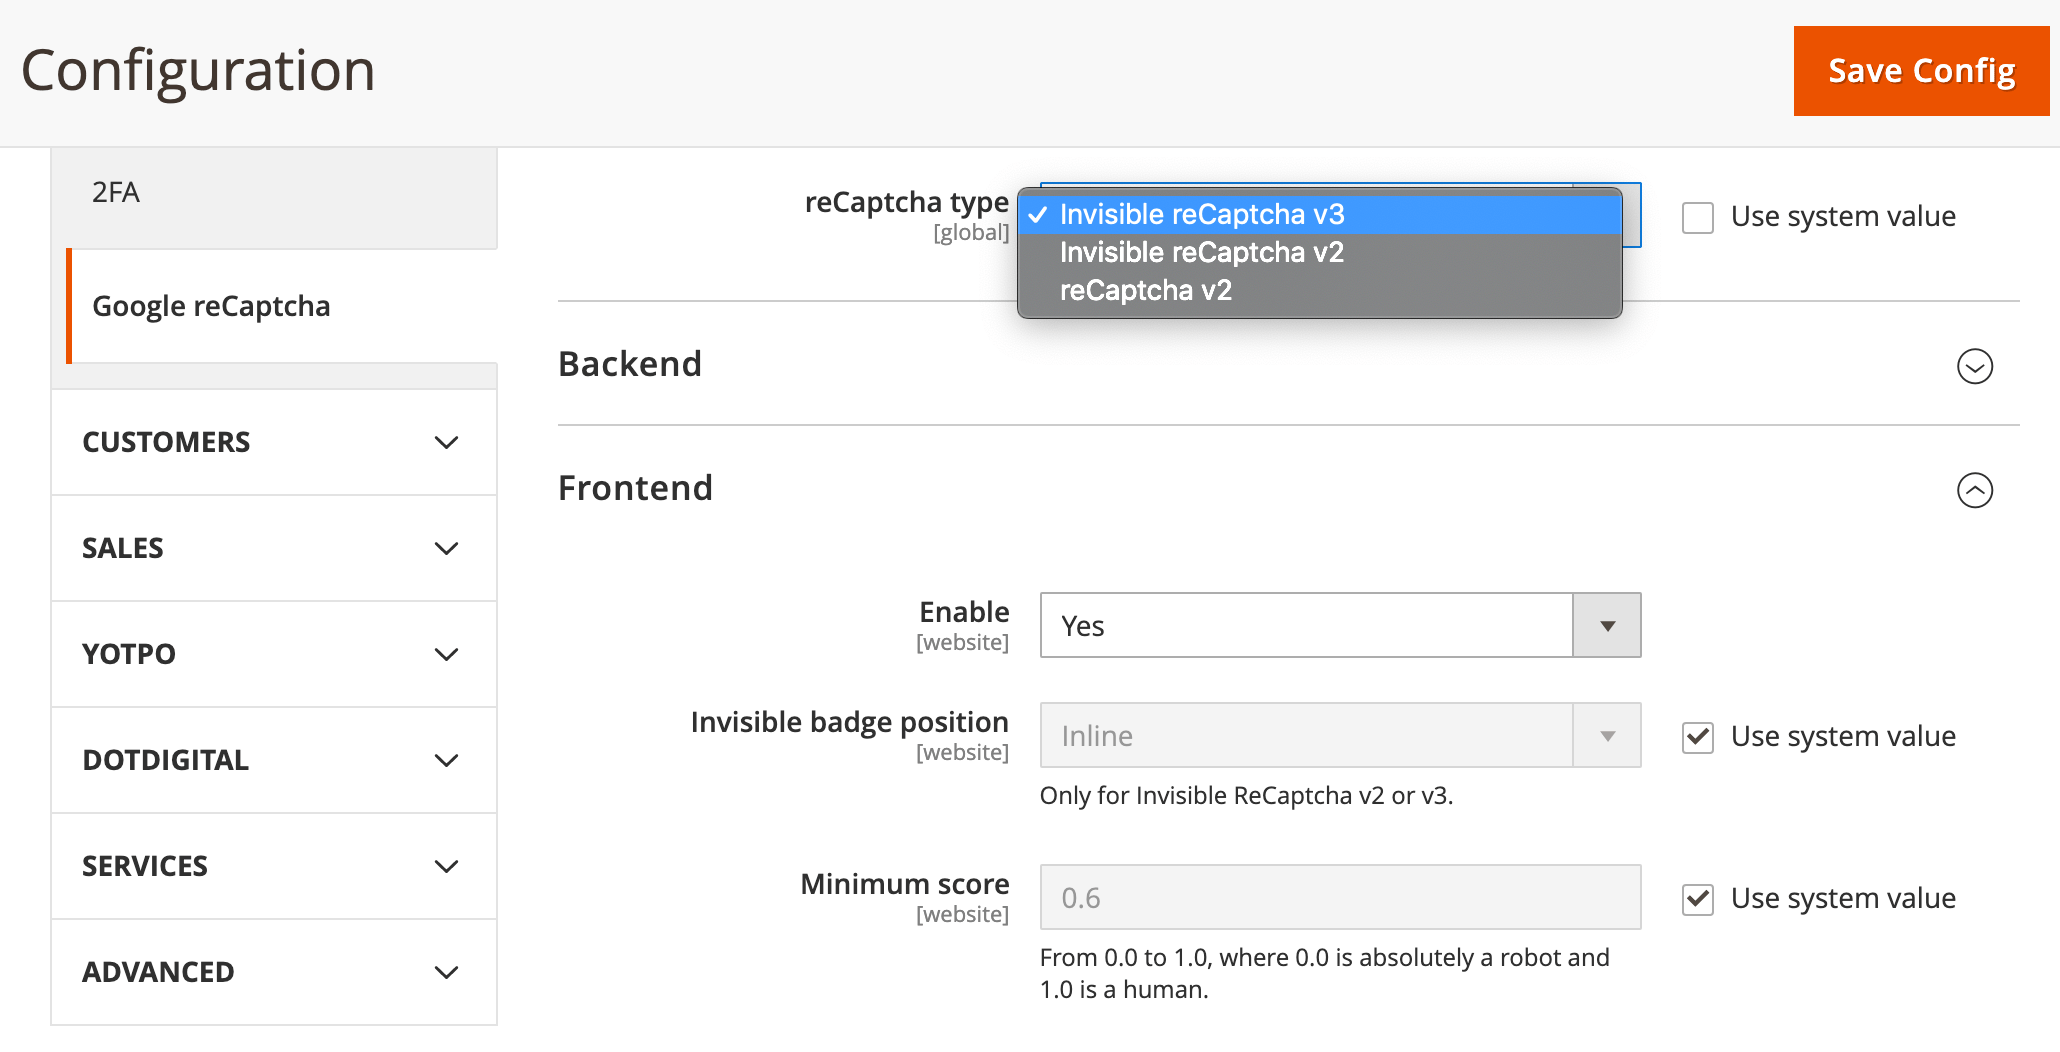 Configuration
Save Config
2FA
Google reCaptcha
CUSTOMERS
SALES
YOTPO
DOTDIGITAL
SERVICES
ADVANCED
reCaptcha type
[global]
Invisible reCaptcha v3
Invisible reCaptcha v2
reCaptcha v2
Use system value
Backend
Frontend
Enable
[website]
Yes
Invisible badge position
[website]
Inline
Use system value
Only for Invisible ReCaptcha v2 or v3.
Minimum score
[website]
0.6
Use system value
From 0.0 to 1.0, where 0.0 is absolutely a robot and
1.0 is a human.